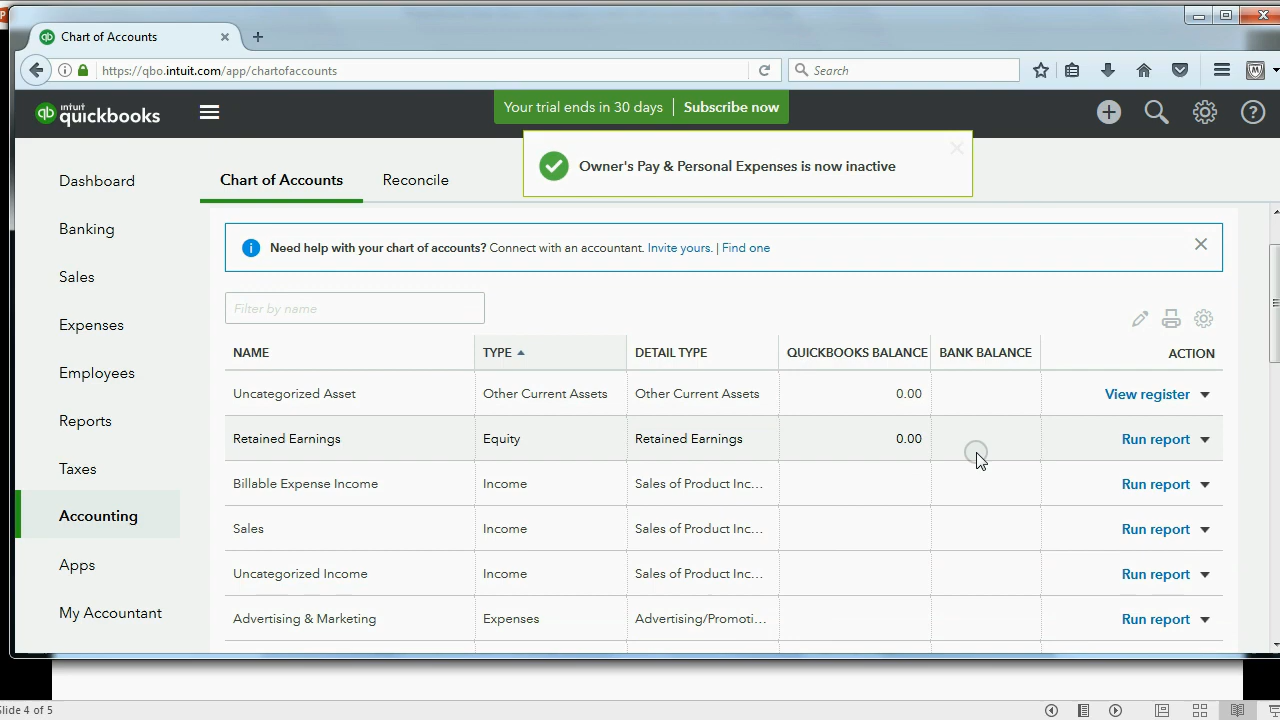 Chart of Accounts
https://qbo.intuit.com/app/chartofaccounts
Search
intuit
quickbooks
Your trial ends in 30 days | Subscribe now
Owner's Pay & Personal Expenses is now inactive
Dashboard
Banking
Sales
Expenses
Employees
Reports
Taxes
Accounting
Apps
My Accountant
Chart of Accounts Reconcile
Need help with your chart of accounts? Connect with an accountant. Invite yours. | Find one
Filter by name
NAME TYPE DETAIL TYPE QUICKBOOKS BALANCE BANK BALANCE ACTION
Uncategorized Asset Other Current Assets Other Current Assets 0.00 View register
Retained Earnings Equity Retained Earnings 0.00 Run report
Billable Expense Income Income Sales of Product Inc... Run report
Sales Income Sales of Product Inc... Run report
Uncategorized Income Income Sales of Product Inc... Run report
Advertising & Marketing Expenses Advertising/Promoti... Run report
Slide 4 of 5